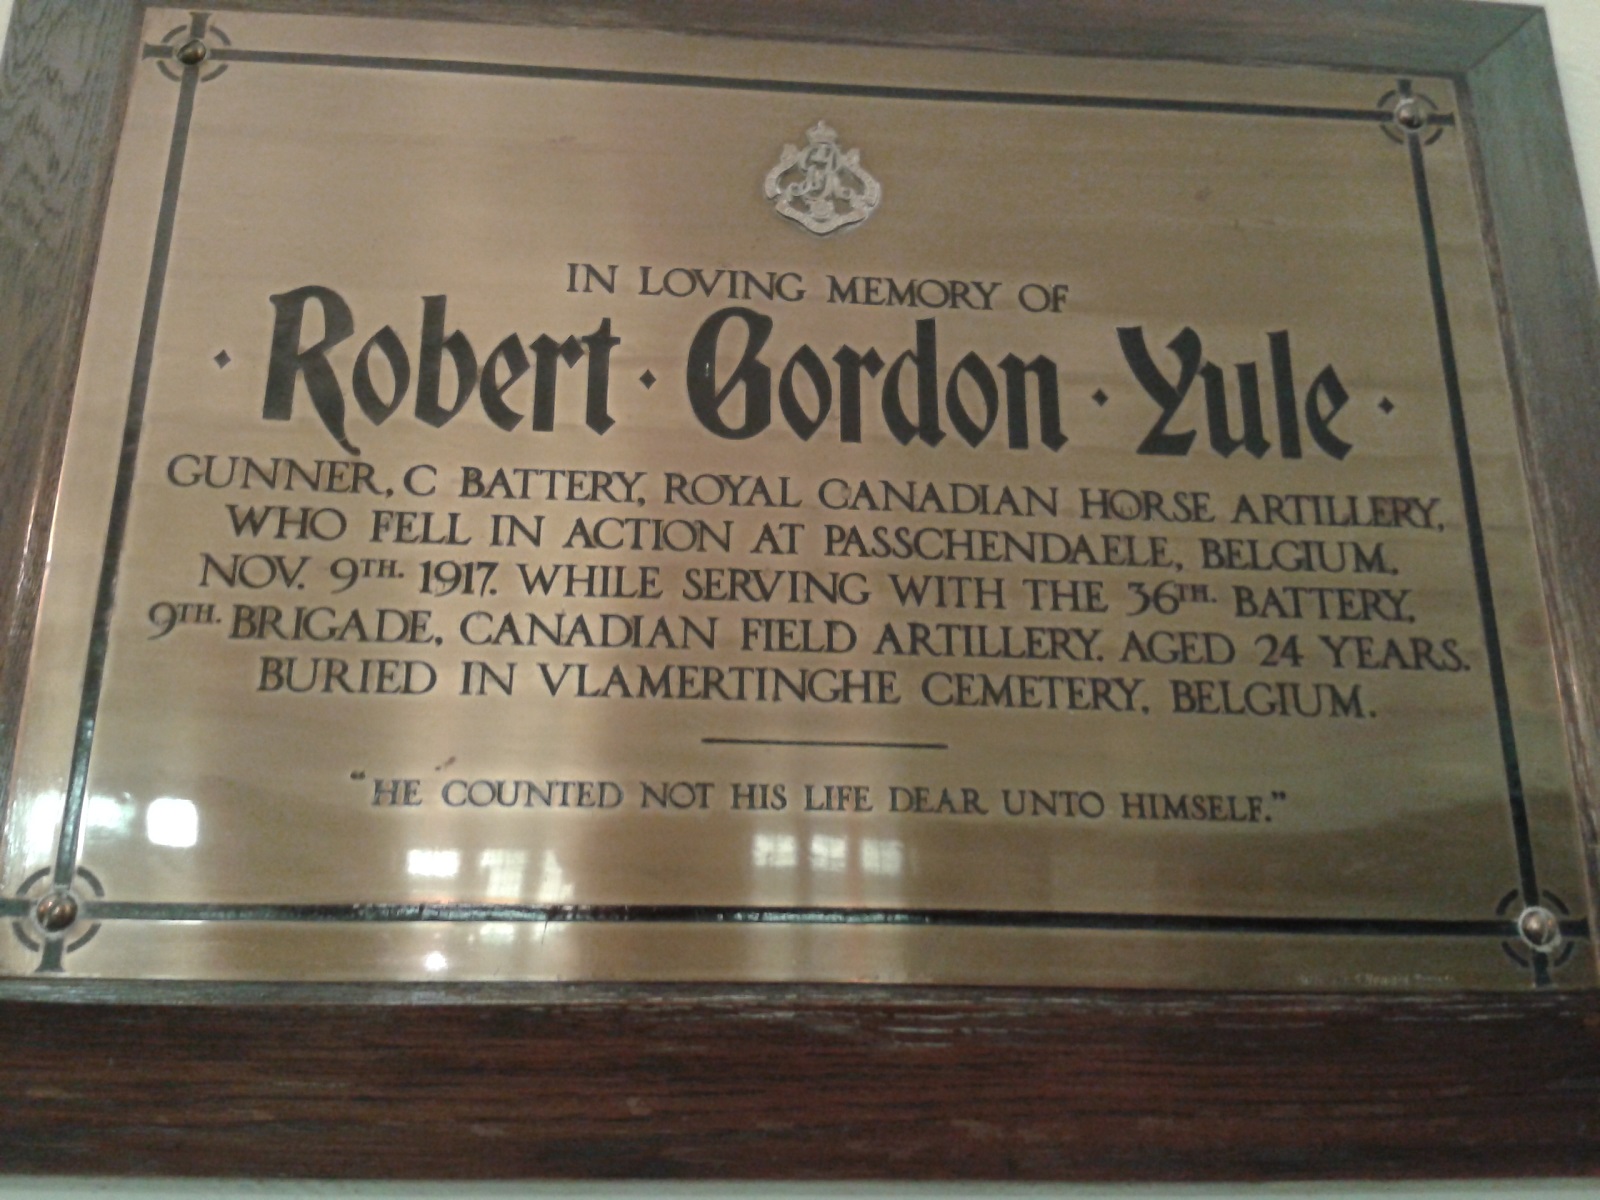 IN LOVING MEMORY OF
· Robert · Gordon · Yule ·
GUNNER, C BATTERY, ROYAL CANADIAN HORSE ARTILLERY,
WHO FELL IN ACTION AT PASSCHENDAELE, BELGIUM.
NOV. 9TH. 1917. WHILE SERVING WITH THE 36TH. BATTERY,
9TH. BRIGADE, CANADIAN FIELD ARTILLERY. AGED 24 YEARS.
BURIED IN VLAMERTINGHE CEMETERY, BELGIUM.
"HE COUNTED NOT HIS LIFE DEAR UNTO HIMSELF."